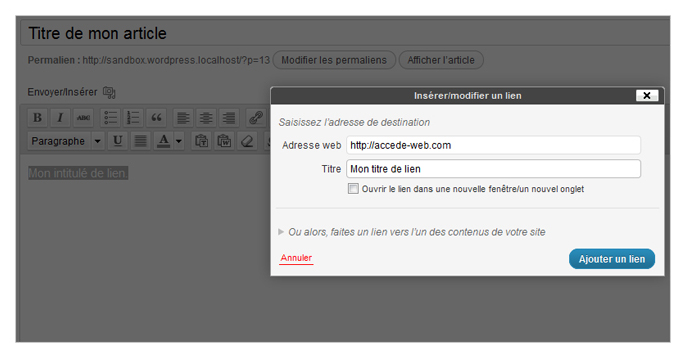 Titre de mon article
Permalien : http://sandbox.wordpress.localhost/?p=13 Modifier les permaliens Afficher l'article
Envoyer/Insérer
B I ABC
Paragraphe U A
Mon intitulé de lien
Insérer/modifier un lien
Saisissez l'adresse de destination
Adresse web http://accede-web.com
Titre Mon titre de lien
Ouvrir le lien dans une nouvelle fenêtre/un nouvel onglet
Ou alors, faites un lien vers l'un des contenus de votre site
Annuler Ajouter un lien